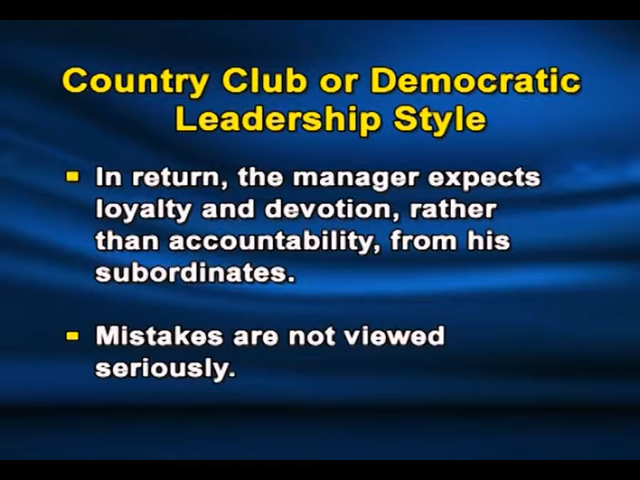 Country Club or Democratic
Leadership Style
In return, the manager expects
loyalty and devotion, rather
than accountability, from his
subordinates.
Mistakes are not viewed
seriously.